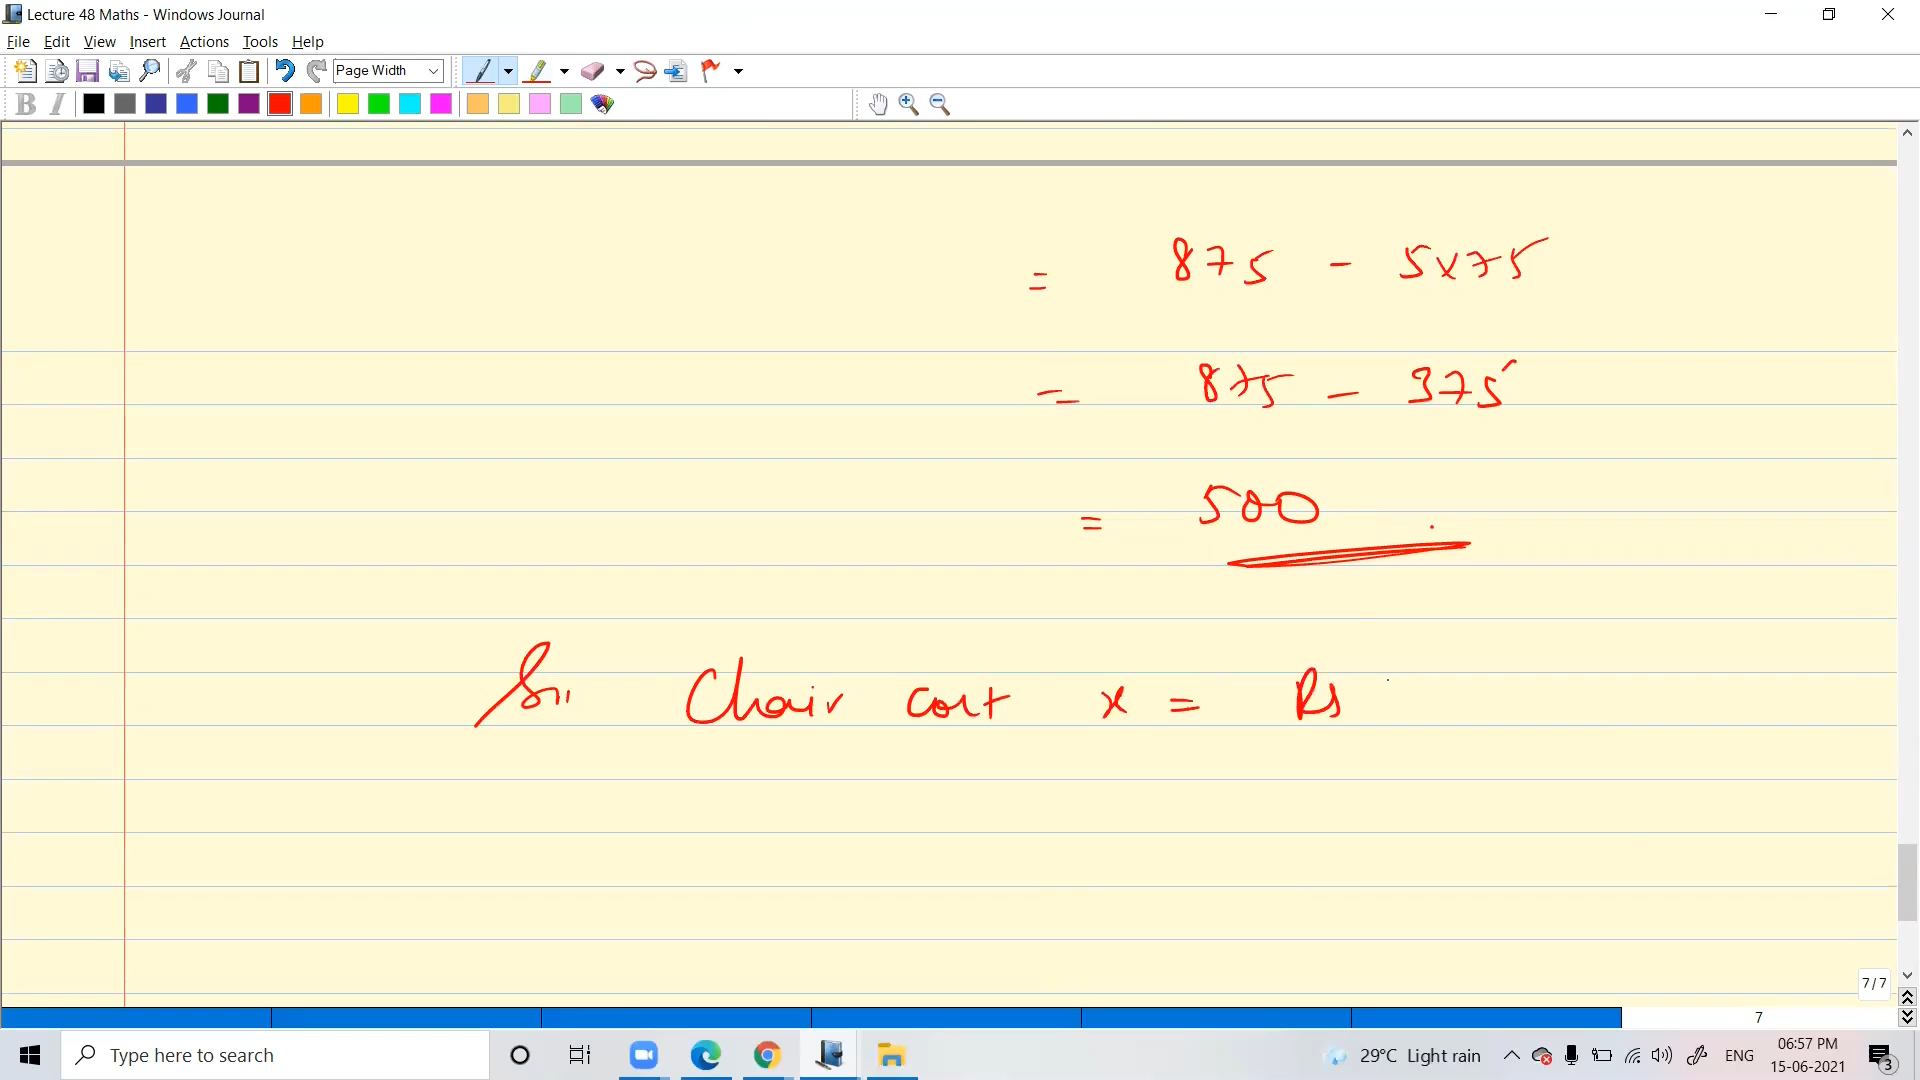 Lecture 48 Maths - Windows Journal
File Edit View Insert Actions Tools Help
Page Width
B I
= 875 - 5x75
= 875 - 375
= 500
Chair cost x = Rs
7/7
7
Type here to search
29°C Light rain
ENG
06:57 PM
15-06-2021
3